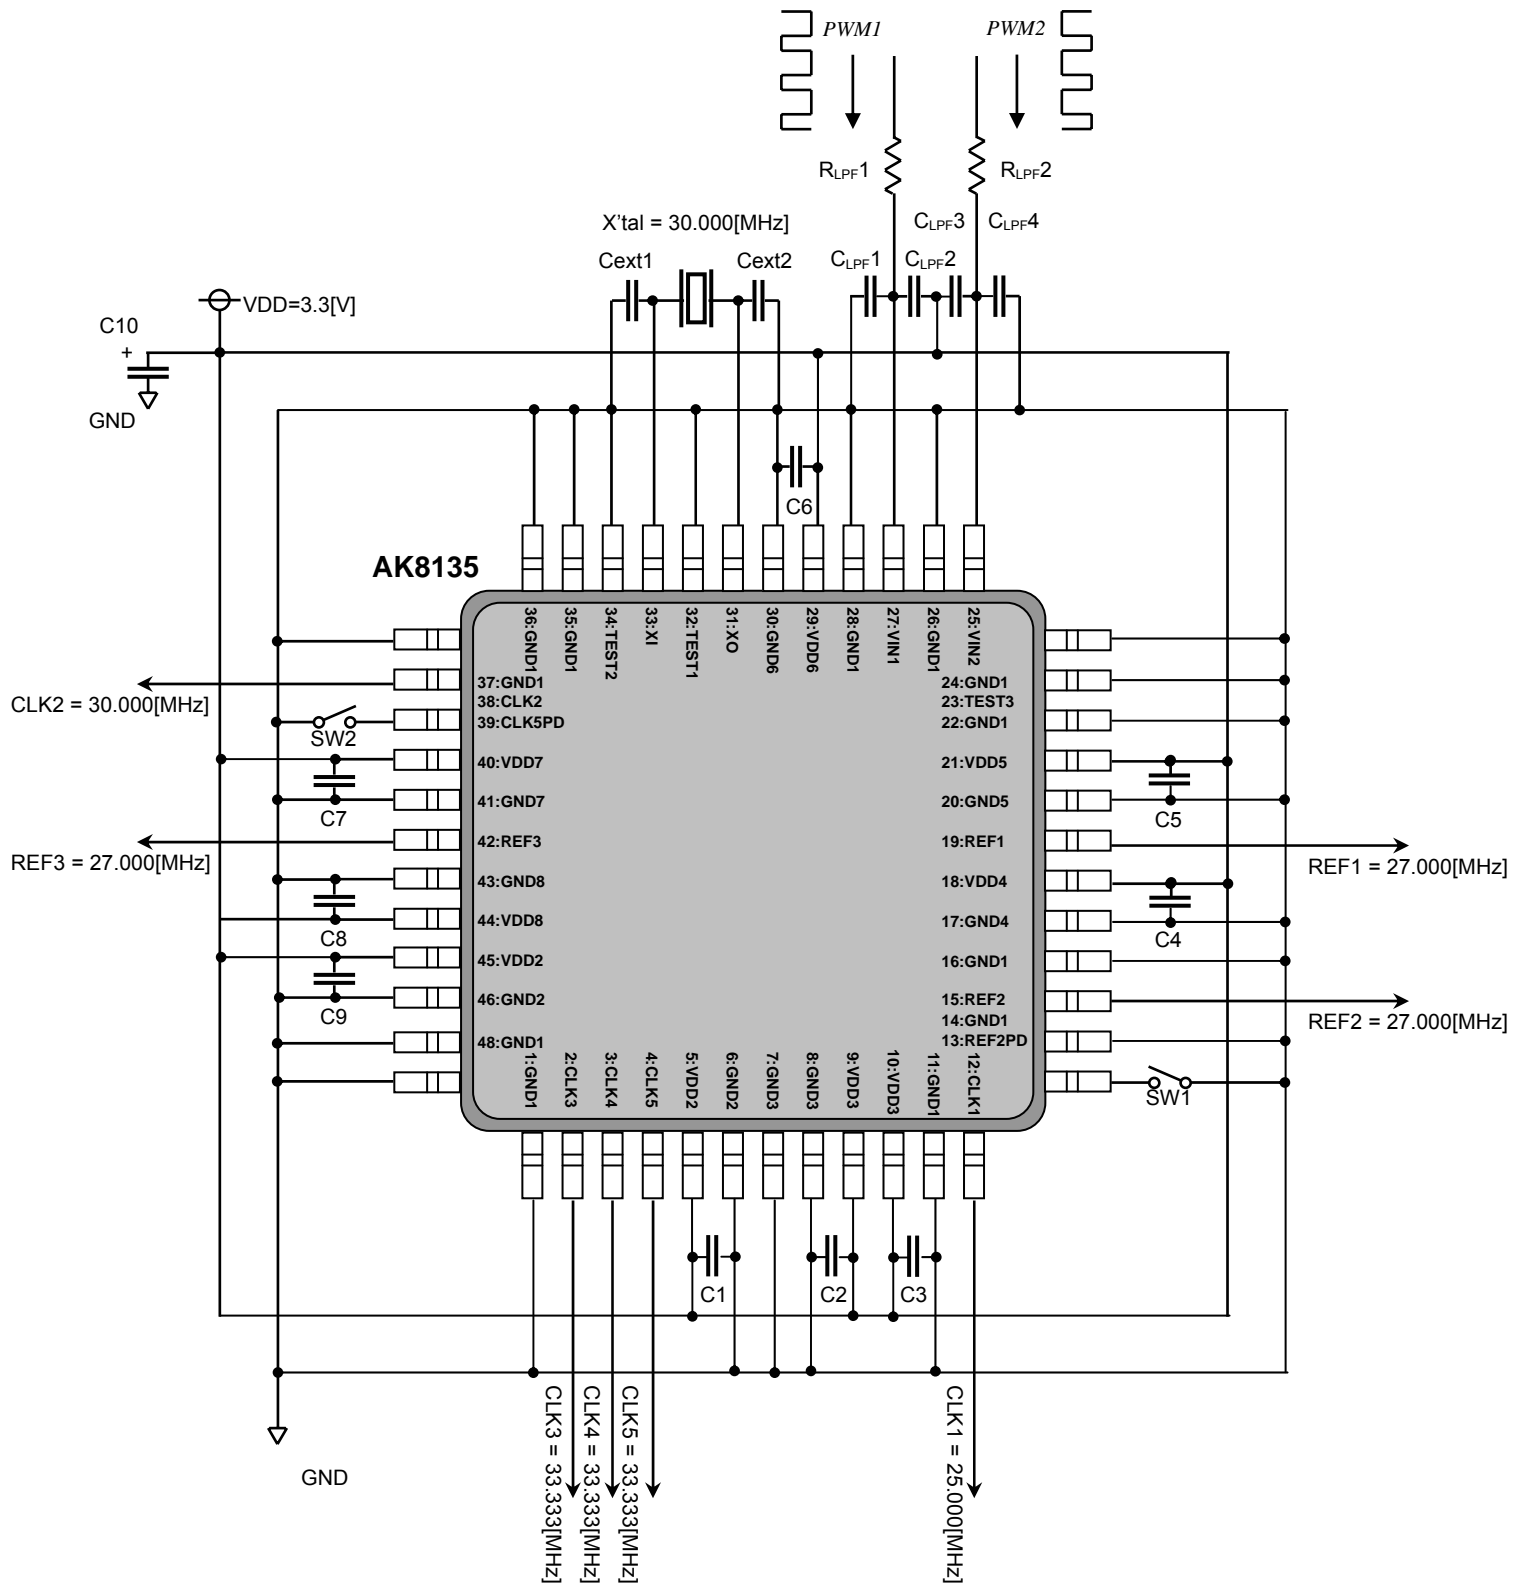 PWM1
PWM2
R_LPF1
R_LPF2
X'tal = 30.000[MHz]
C_LPF3
C_LPF4
Cext1
Cext2
C_LPF1
C_LPF2
VDD=3.3[V]
C10
+
GND
C6
AK8135
36:GND1
35:GND1
34:TEST2
33:XI
32:TEST1
31:XO
30:GND6
29:VDD6
28:GND1
27:VIN1
26:GND1
25:VIN2
37:GND1
38:CLK2
39:CLK5PD
40:VDD7
41:GND7
42:REF3
43:GND8
44:VDD8
45:VDD2
46:GND2
48:GND1
24:GND1
23:TEST3
22:GND1
21:VDD5
20:GND5
19:REF1
18:VDD4
17:GND4
16:GND1
15:REF2
14:GND1
13:REF2PD
1:GND1
2:CLK3
3:CLK4
4:CLK5
5:VDD2
6:GND2
7:GND3
8:GND3
9:VDD3
10:VDD3
11:GND1
12:CLK1
CLK2 = 30.000[MHz]
SW2
C7
REF3 = 27.000[MHz]
C8
C9
C5
REF1 = 27.000[MHz]
C4
REF2 = 27.000[MHz]
SW1
C1
C2
C3
CLK3 = 33.333[MHz]
CLK4 = 33.333[MHz]
CLK5 = 33.333[MHz]
CLK1 = 25.000[MHz]
GND